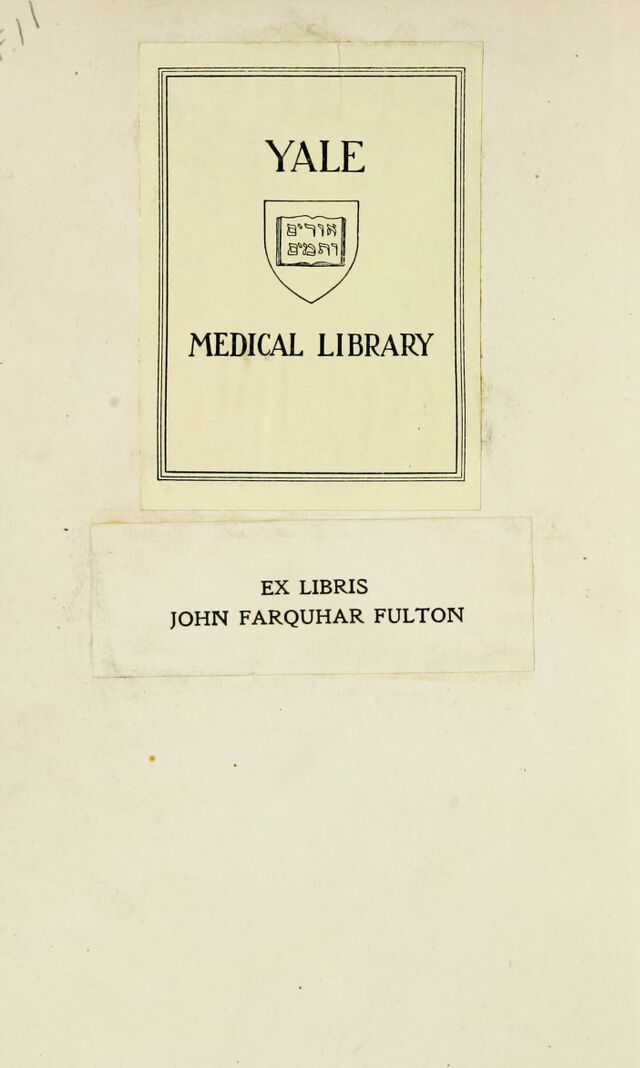 YALE
אורים
ותמים
MEDICAL LIBRARY
EX LIBRIS
JOHN FARQUHAR FULTON